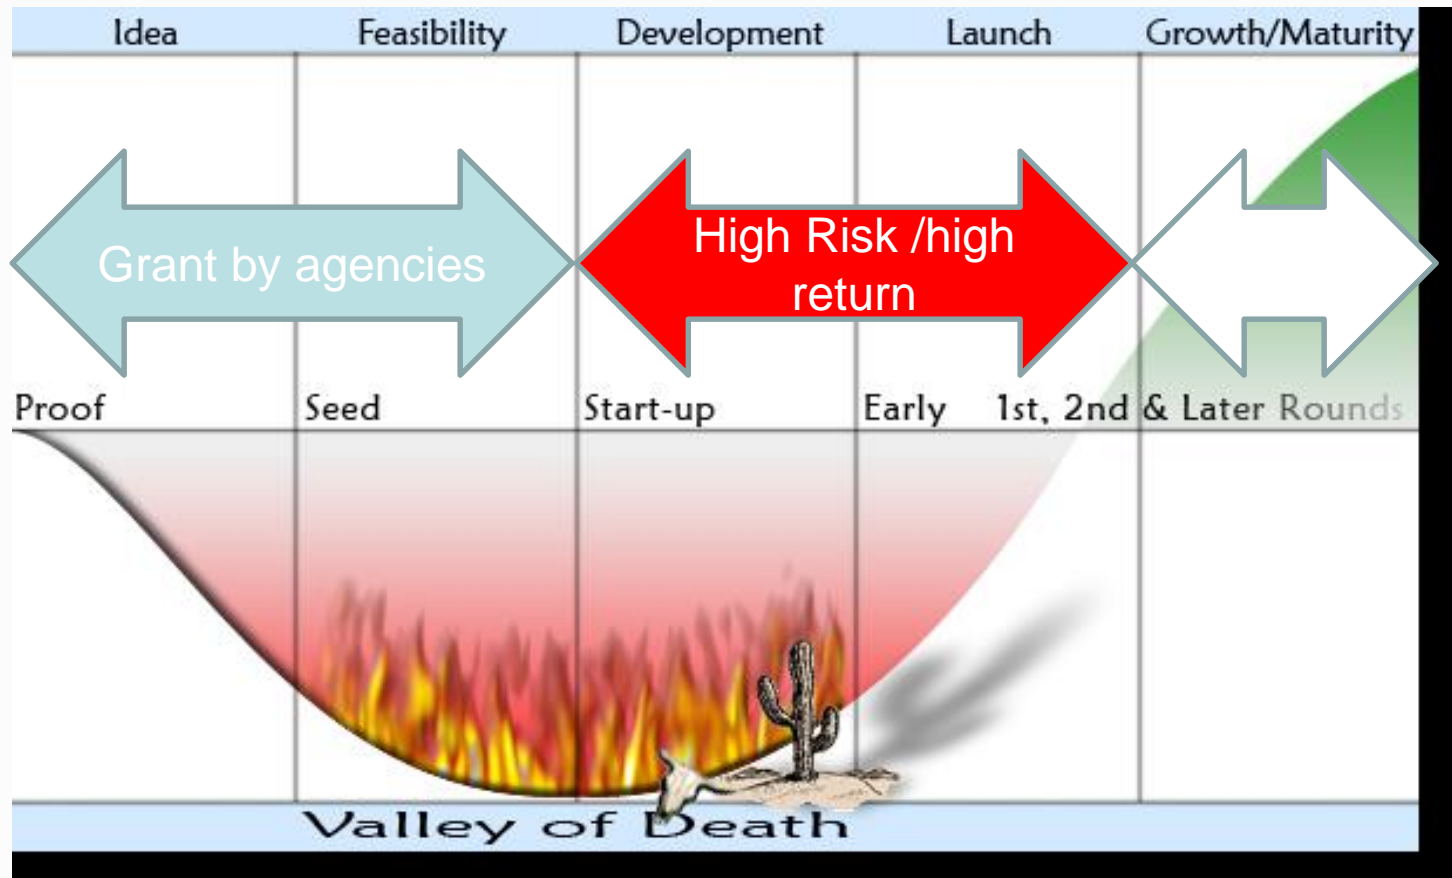 Idea Feasibility Development Launch Growth/Maturity
Grant by agencies
High Risk /high
return
Proof Seed Start-up Early 1st, 2nd & Later Rounds
Valley of Death